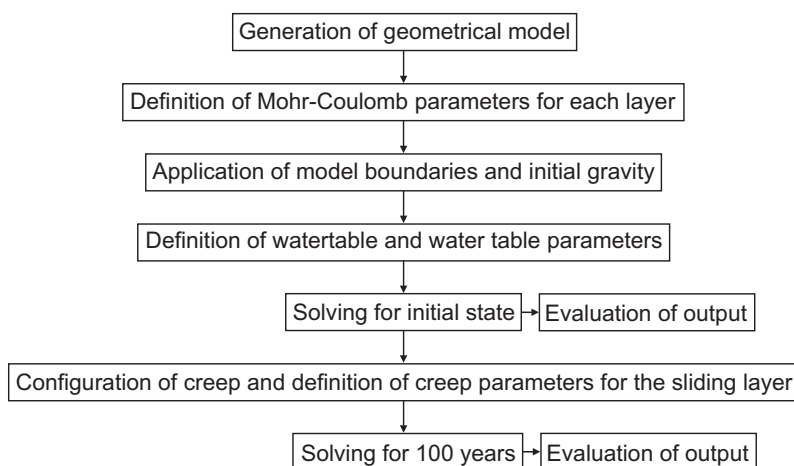 Generation of geometrical model
Definition of Mohr-Coulomb parameters for each layer
Application of model boundaries and initial gravity
Definition of watertable and water table parameters
Solving for initial state
Evaluation of output
Configuration of creep and definition of creep parameters for the sliding layer
Solving for 100 years
Evaluation of output